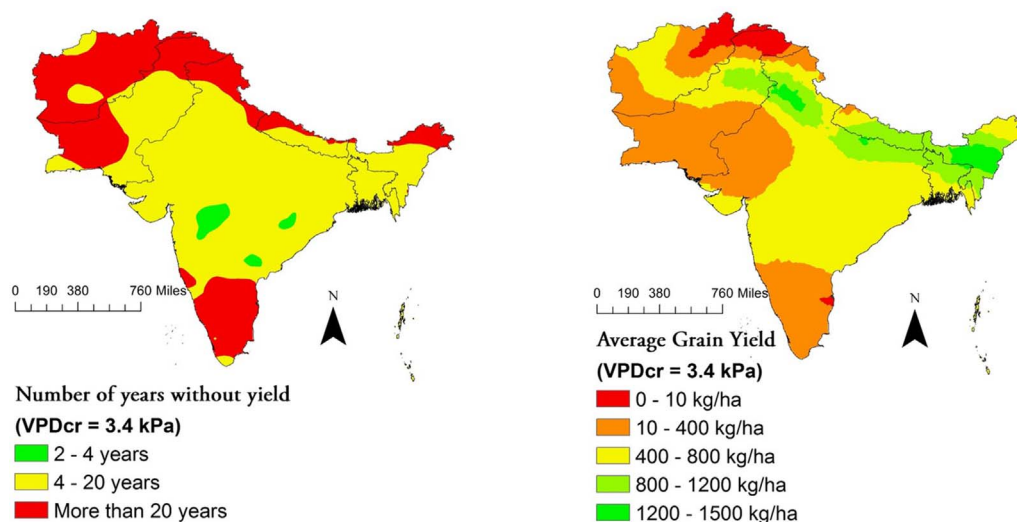 0 190 380 760 Miles
N
Number of years without yield
(VPDcr = 3.4 kPa)
2 - 4 years
4 - 20 years
More than 20 years
0 190 380 760 Miles
N
Average Grain Yield
(VPDcr = 3.4 kPa)
0 - 10 kg/ha
10 - 400 kg/ha
400 - 800 kg/ha
800 - 1200 kg/ha
1200 - 1500 kg/ha